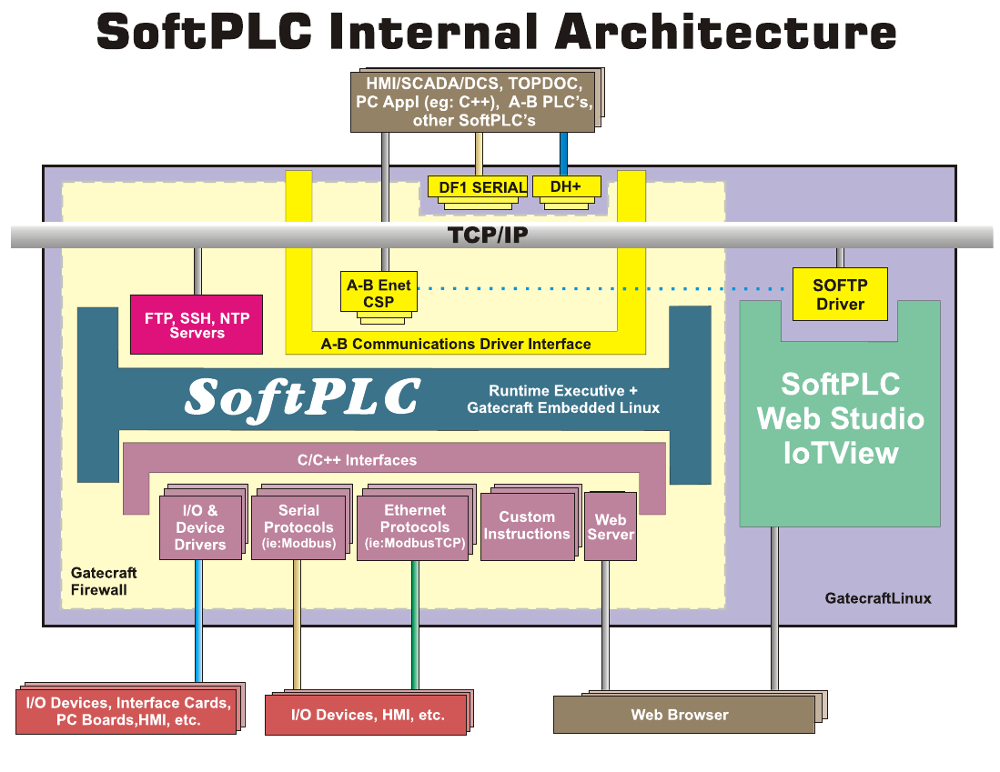 SoftPLC Internal Architecture
HMI/SCADA/DCS, TOPDOC,
PC Appl (eg: C++), A-B PLC's,
other SoftPLC's
DF1 SERIAL
DH+
TCP/IP
A-B Enet
CSP
SOFTP
Driver
FTP, SSH, NTP
Servers
A-B Communications Driver Interface
SoftPLC
Runtime Executive +
Gatecraft Embedded Linux
SoftPLC
Web Studio
IoTView
C/C++ Interfaces
I/O &
Device
Drivers
Serial
Protocols
(ie:Modbus)
Ethernet
Protocols
(ie:ModbusTCP)
Custom
Instructions
Web
Server
Gatecraft
Firewall
GatecraftLinux
I/O Devices, Interface Cards,
PC Boards,HMI, etc.
I/O Devices, HMI, etc.
Web Browser